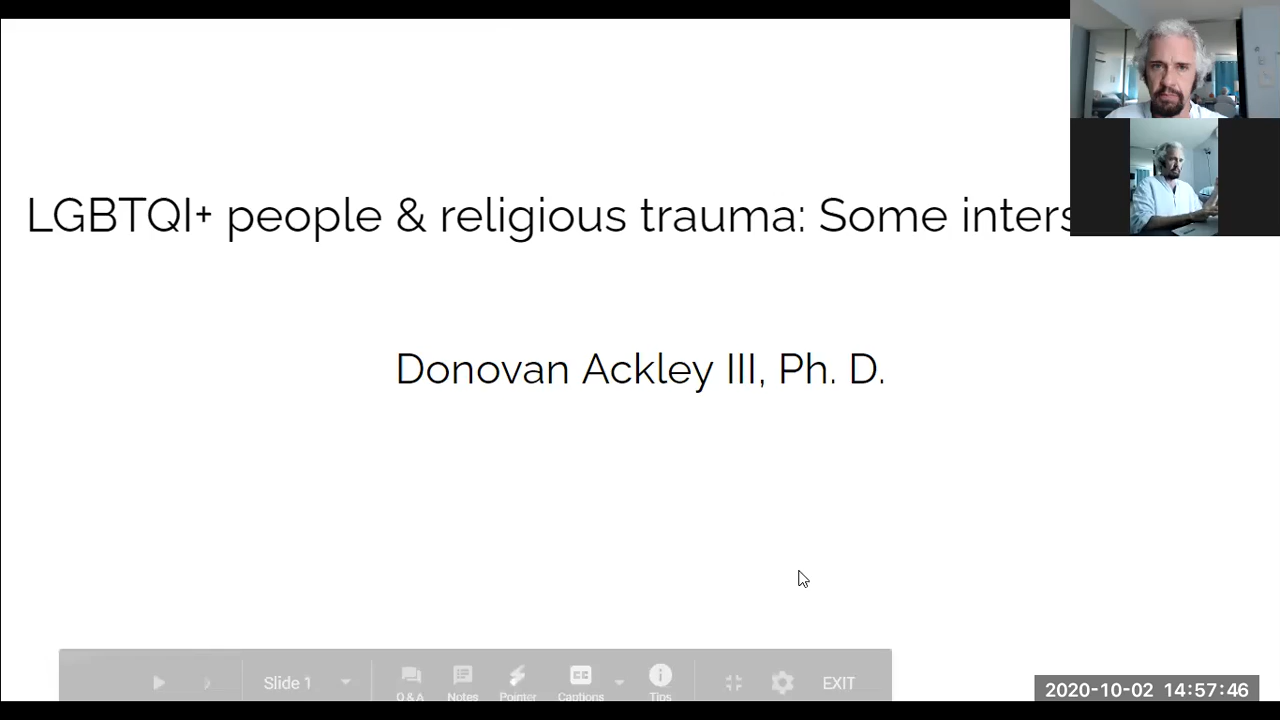 LGBTQI+ people & religious trauma: Some inters
Donovan Ackley III, Ph. D.
Slide 1
Q & A
Notes
Pointer
Captions
Tips
EXIT
2020-10-02 14:57:46